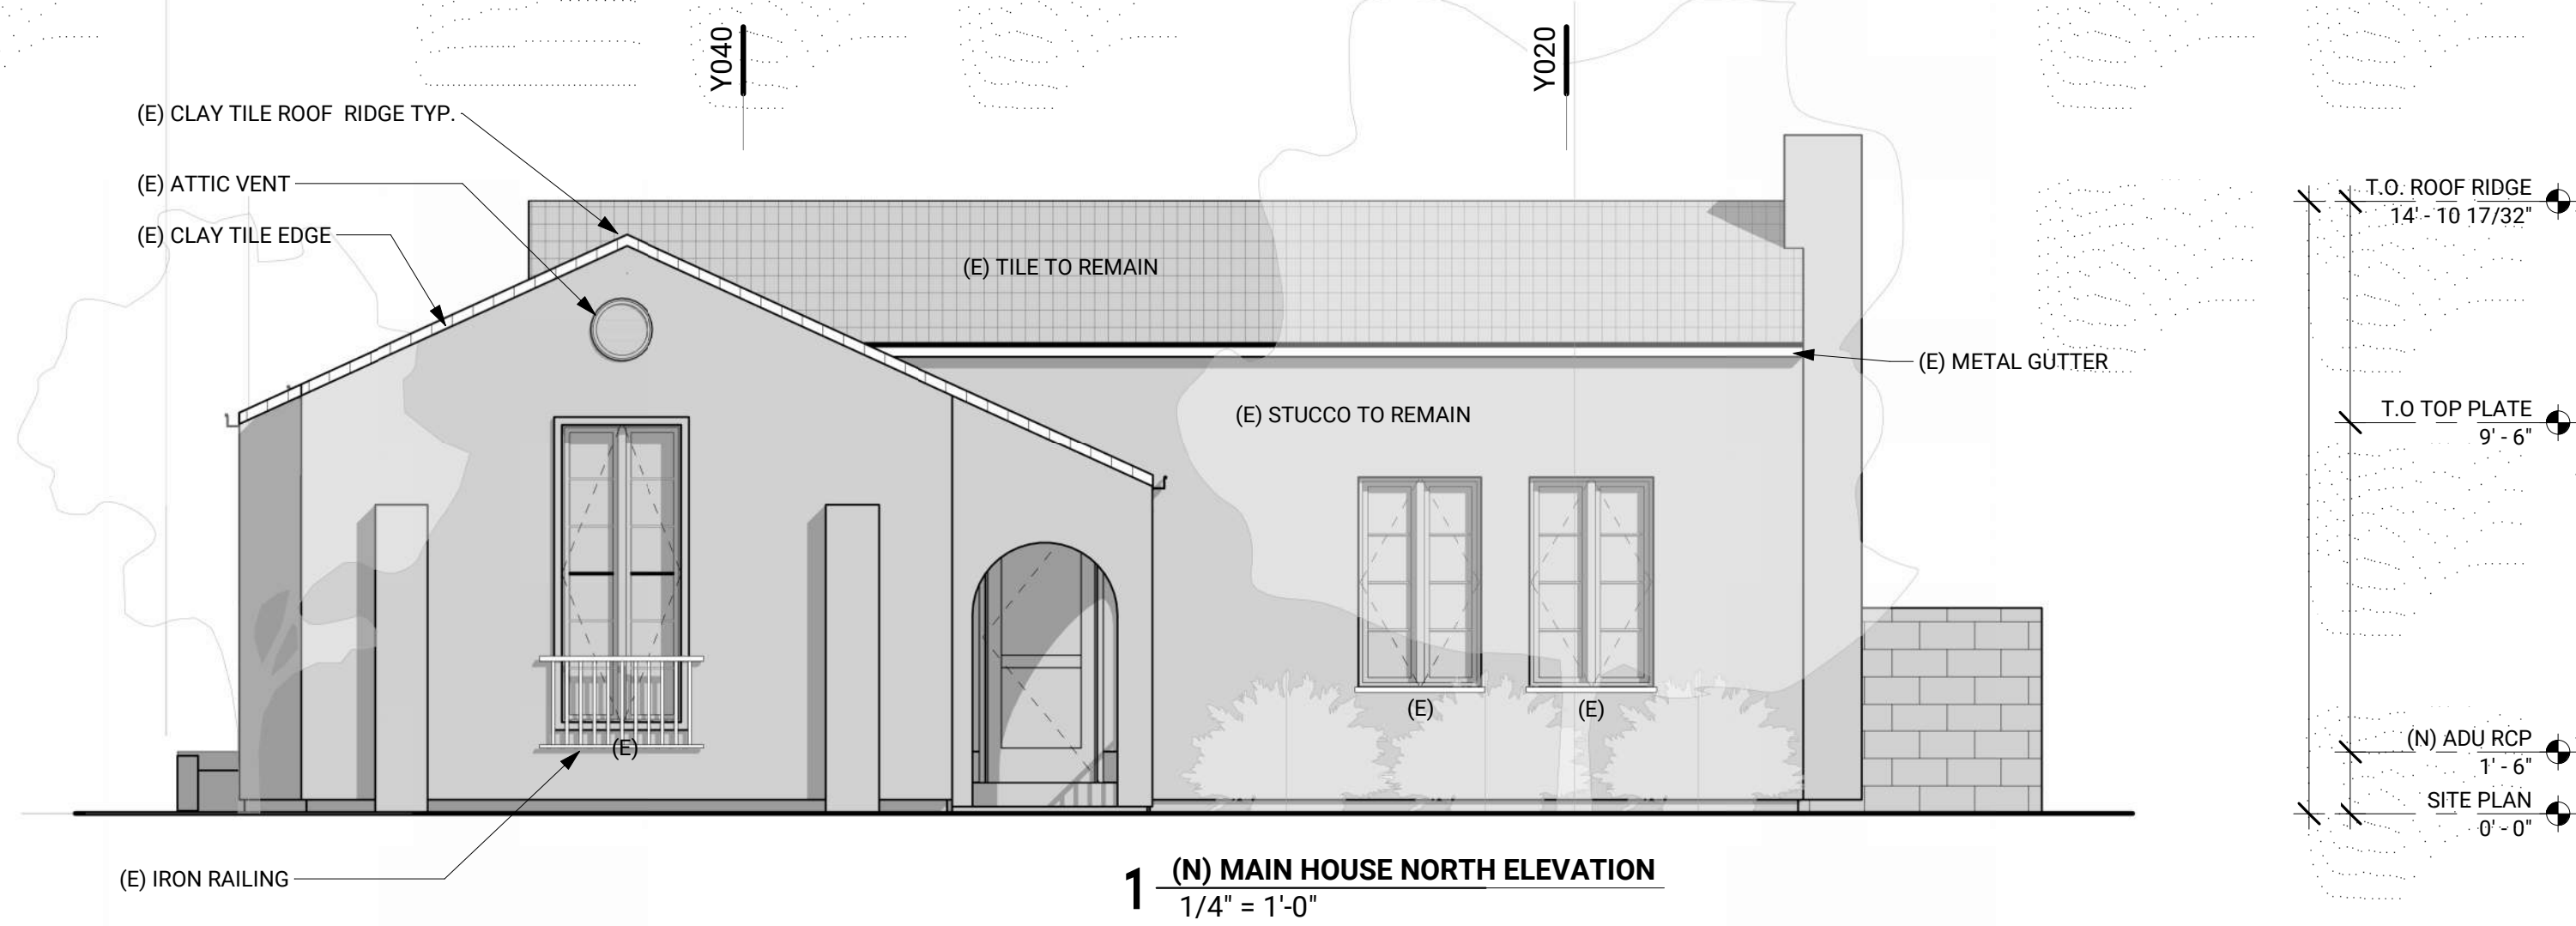 Y040
Y020
(E) CLAY TILE ROOF RIDGE TYP.
(E) ATTIC VENT
(E) CLAY TILE EDGE
(E) TILE TO REMAIN
(E) METAL GUTTER
(E) STUCCO TO REMAIN
(E)
(E)
(E)
(E) IRON RAILING
T.O. ROOF RIDGE
14' - 10 17/32"
T.O TOP PLATE
9' - 6"
(N) ADU RCP
1' - 6"
SITE PLAN
0' - 0"
1 (N) MAIN HOUSE NORTH ELEVATION
1/4" = 1'-0"